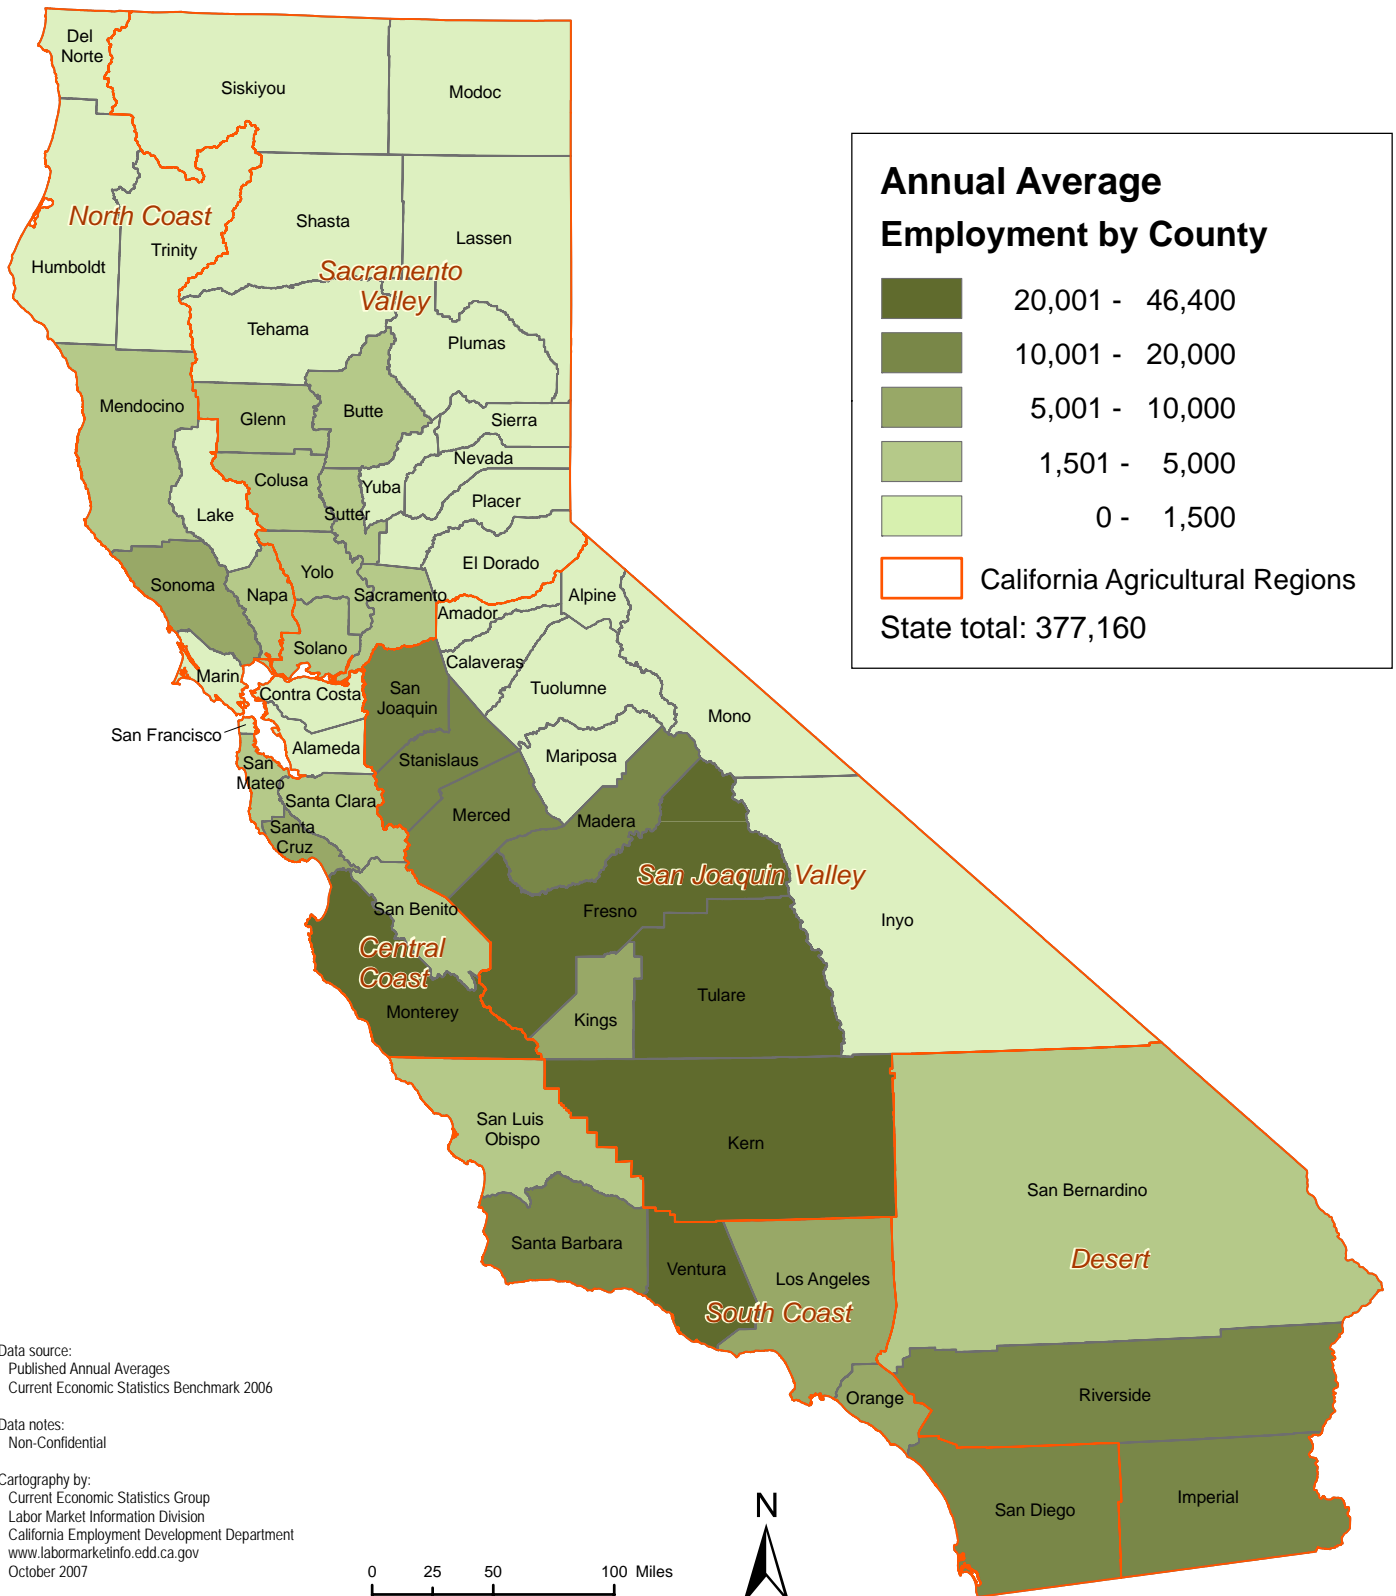 Del
Norte
Siskiyou
Modoc
North Coast
Humboldt
Trinity
Shasta
Lassen
Sacramento
Valley
Tehama
Plumas
Mendocino
Glenn
Butte
Sierra
Nevada
Colusa
Yuba
Placer
Lake
Sutter
El Dorado
Sonoma
Napa
Yolo
Sacramento
Alpine
Amador
Solano
Marin
Contra Costa
San
Joaquin
Calaveras
Tuolumne
Mono
San Francisco
Alameda
Stanislaus
Mariposa
San
Mateo
Santa Clara
Merced
Madera
Santa
Cruz
San Joaquin Valley
San Benito
Fresno
Inyo
Central
Coast
Monterey
Kings
Tulare
San Luis
Obispo
Kern
San Bernardino
Santa Barbara
Ventura
Los Angeles
Desert
South Coast
Orange
Riverside
San Diego
Imperial
Annual Average
Employment by County
20,001 - 46,400
10,001 - 20,000
5,001 - 10,000
1,501 - 5,000
0 - 1,500
California Agricultural Regions
State total: 377,160
Data source:
Published Annual Averages
Current Economic Statistics Benchmark 2006
Data notes:
Non-Confidential
Cartography by:
Current Economic Statistics Group
Labor Market Information Division
California Employment Development Department
www.labormarketinfo.edd.ca.gov
October 2007
0 25 50 100 Miles
N